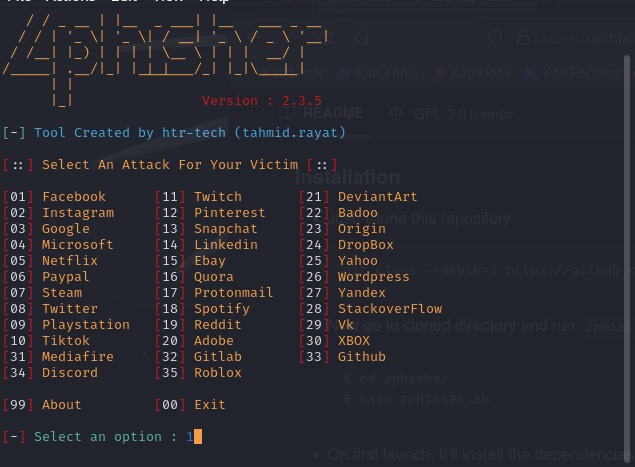 Version : 2.3.5
[-] Tool Created by htr-tech (tahmid.rayat)
[::] Select An Attack For Your Victim [::]
[01] Facebook [11] Twitch [21] DeviantArt
[02] Instagram [12] Pinterest [22] Badoo
[03] Google [13] Snapchat [23] Origin
[04] Microsoft [14] Linkedin [24] DropBox
[05] Netflix [15] Ebay [25] Yahoo
[06] Paypal [16] Quora [26] Wordpress
[07] Steam [17] Protonmail [27] Yandex
[08] Twitter [18] Spotify [28] StackoverFlow
[09] Playstation [19] Reddit [29] Vk
[10] Tiktok [20] Adobe [30] XBOX
[31] Mediafire [32] Gitlab [33] Github
[34] Discord [35] Roblox
[99] About [00] Exit
[-] Select an option : 1
https://github
Kali Tools Kali Docs Kali Forums
README GPL-3.0 license
Installation
clone this repository -
--depth=1 https://github.
go to cloned directory and run zphish
$ cd zphisher
$ bash zphisher.sh
• On first launch, It'll install the dependencies